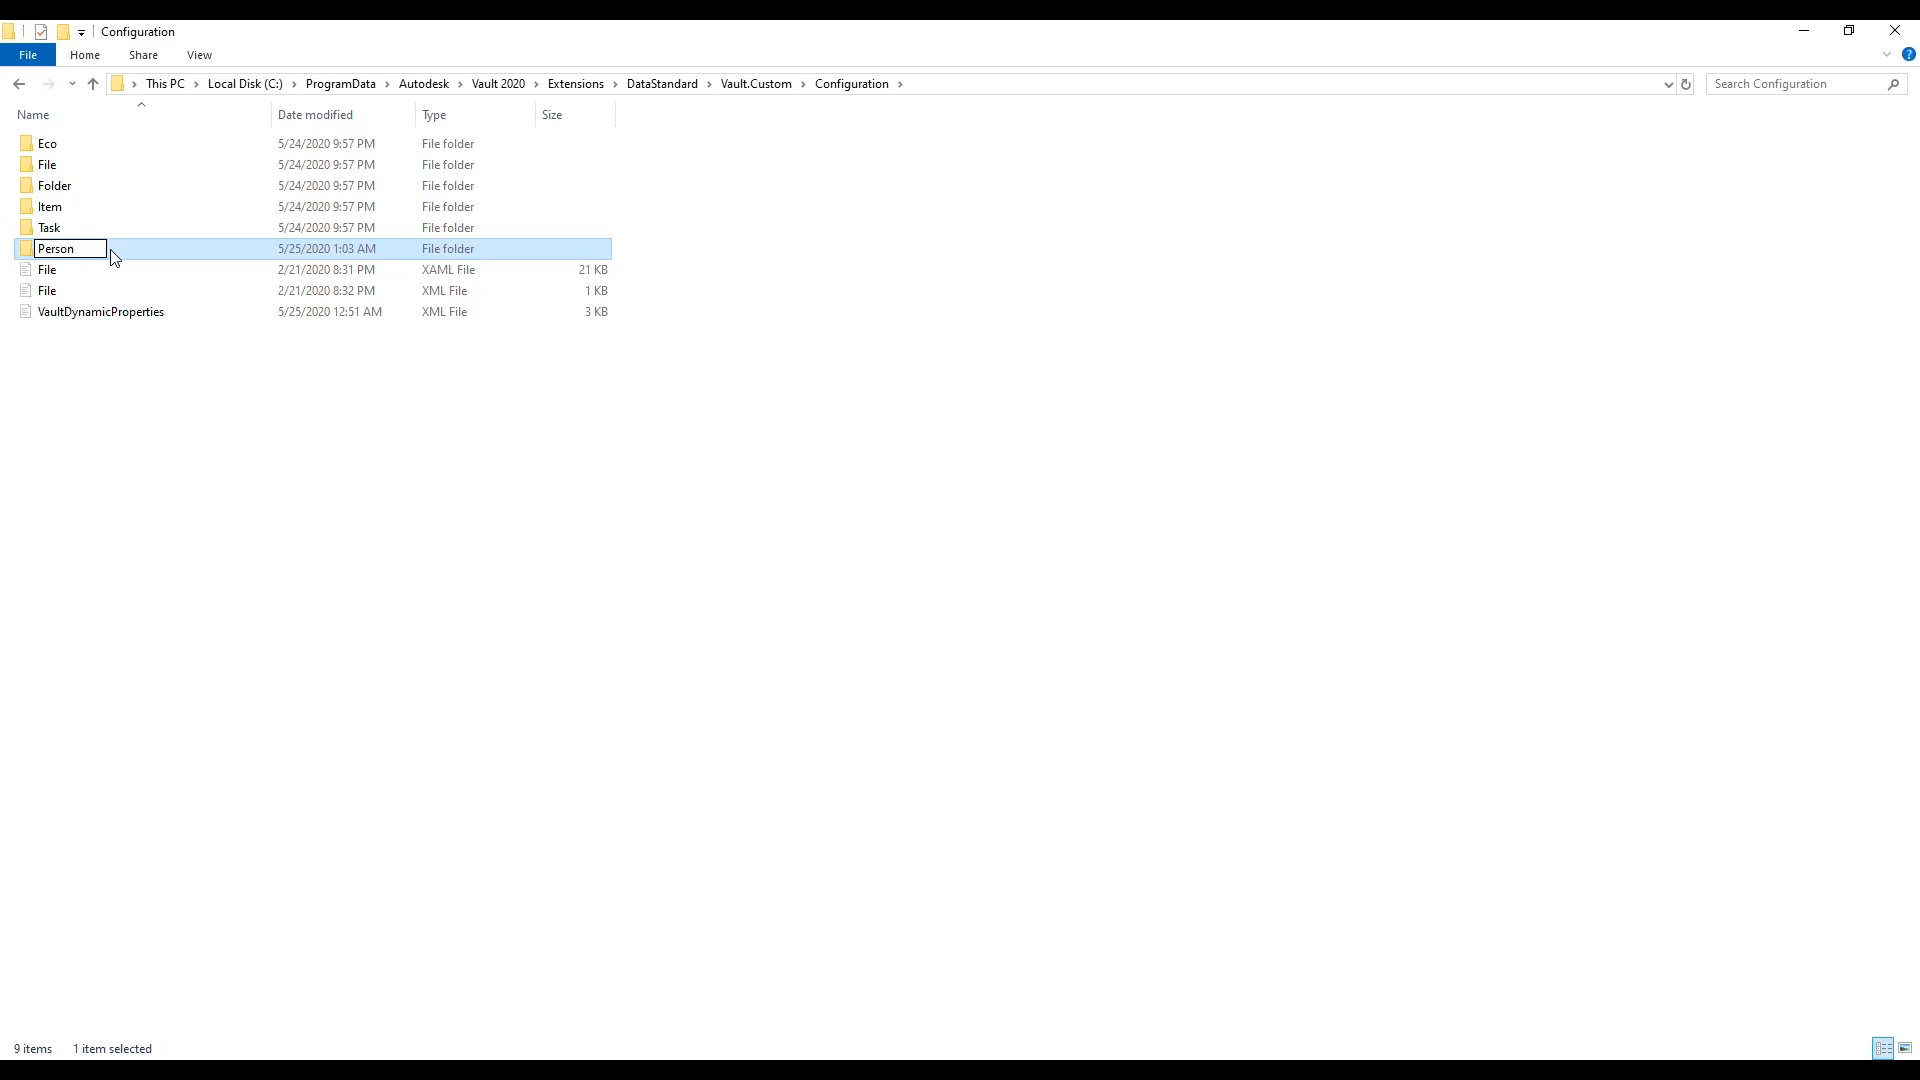 Configuration
File Home Share View
This PC Local Disk (C:) ProgramData Autodesk Vault 2020 Extensions DataStandard Vault.Custom Configuration Search Configuration
Name Date modified Type Size
Eco 5/24/2020 9:57 PM File folder
File 5/24/2020 9:57 PM File folder
Folder 5/24/2020 9:57 PM File folder
Item 5/24/2020 9:57 PM File folder
Task 5/24/2020 9:57 PM File folder
Person 5/25/2020 1:03 AM File folder
File 2/21/2020 8:31 PM XAML File 21 KB
File 2/21/2020 8:32 PM XML File 1 KB
VaultDynamicProperties 5/25/2020 12:51 AM XML File 3 KB
9 items 1 item selected